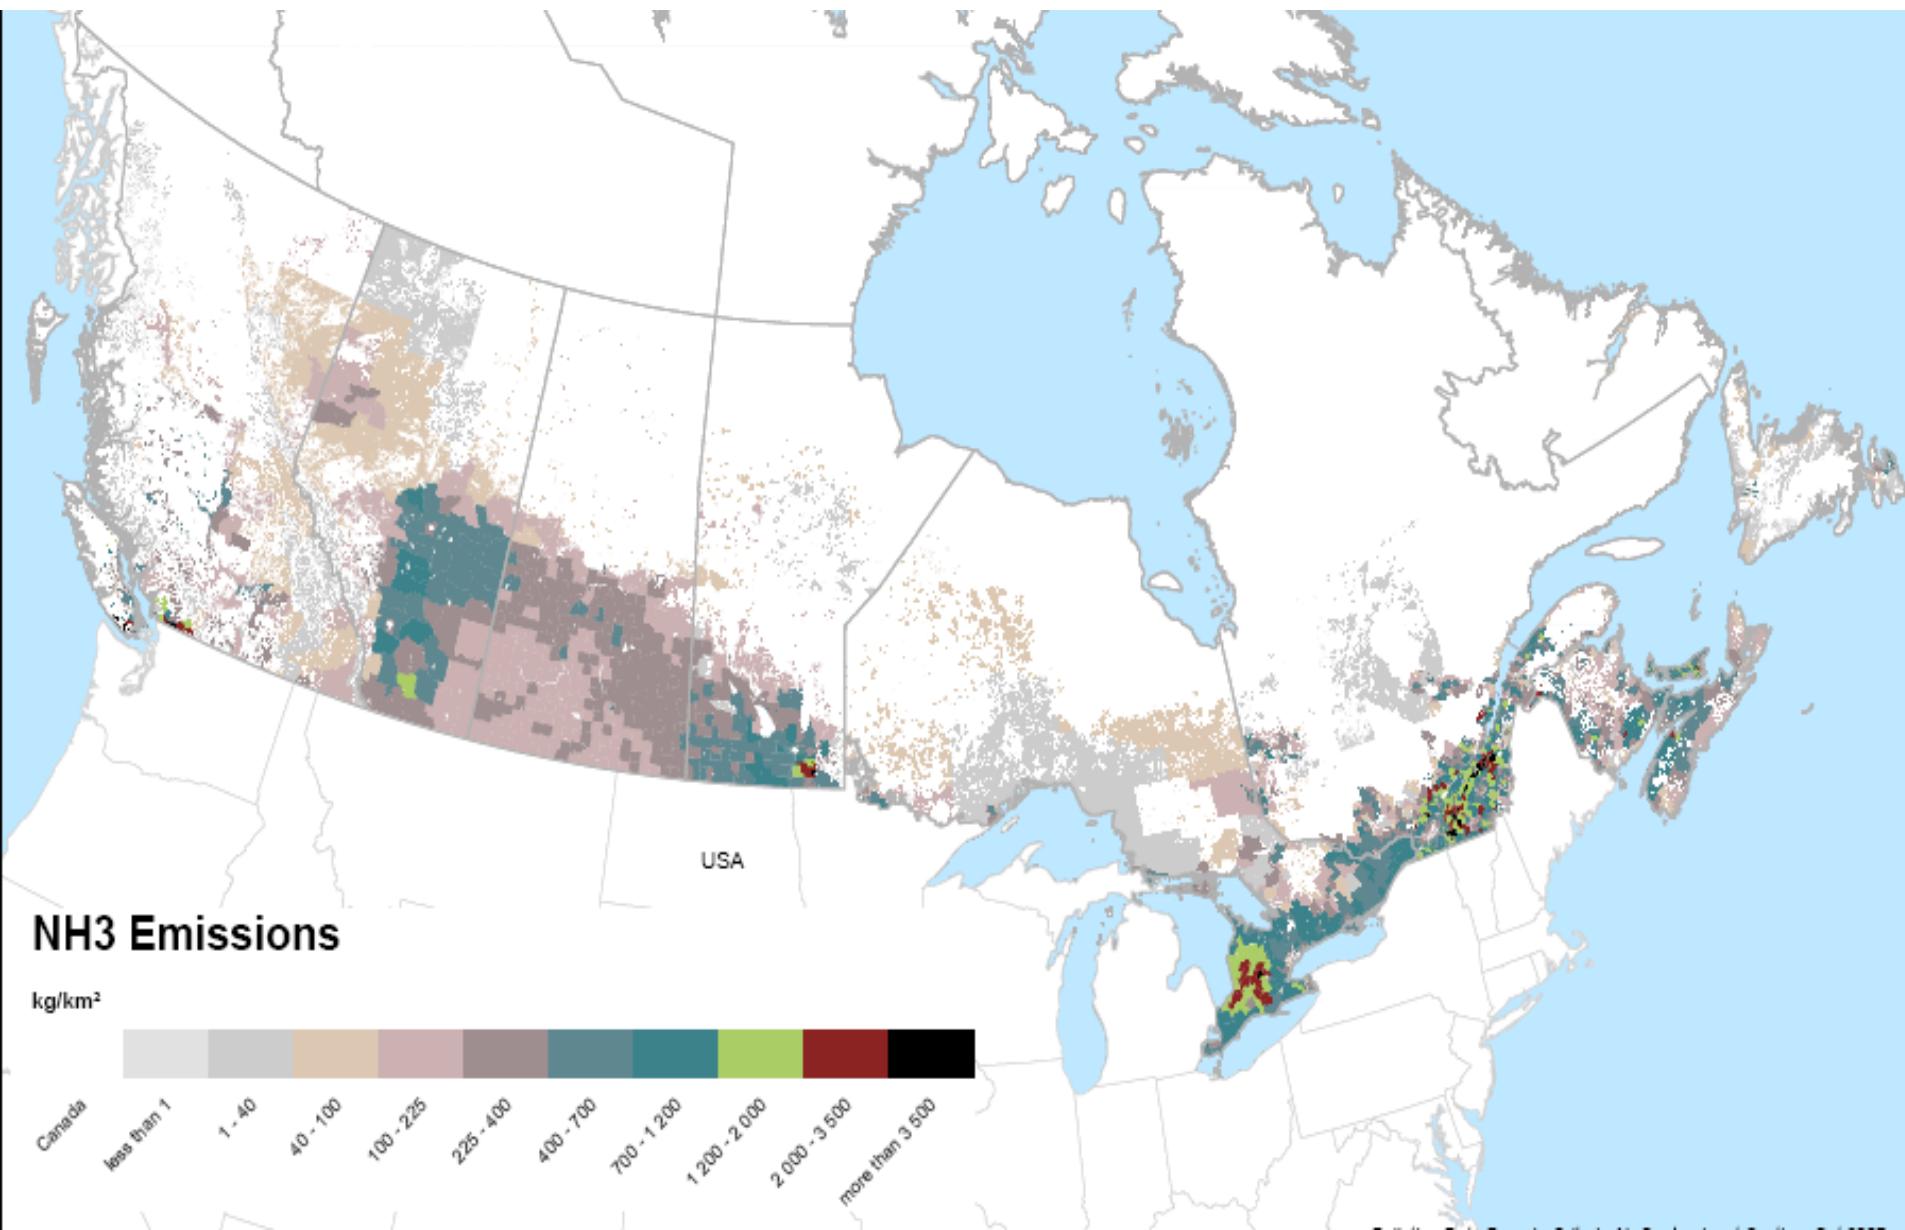 USA
NH3 Emissions
kg/km²
Canada
less than 1
1 - 40
40 - 100
100 - 225
225 - 400
400 - 700
700 - 1 200
1 200 - 2 000
2 000 - 3 500
more than 3 500